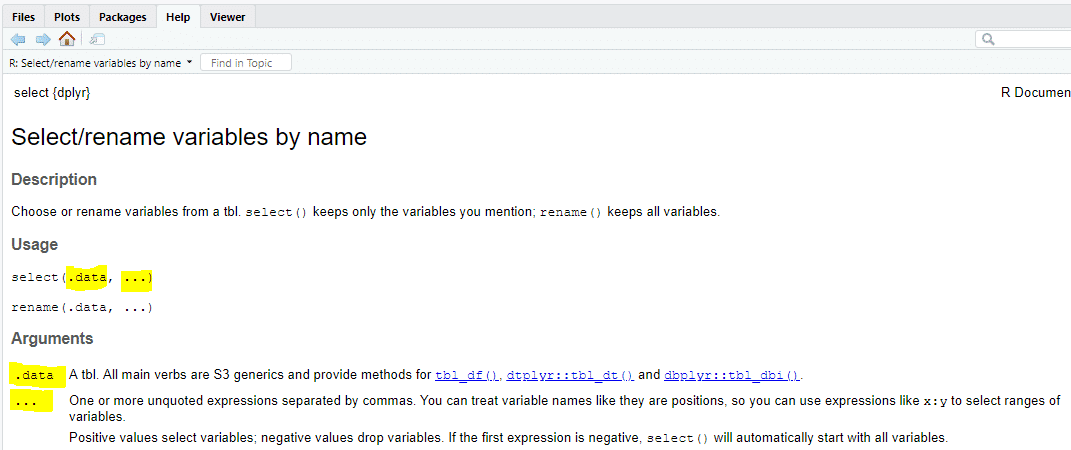 Files Plots Packages Help Viewer
R: Select/rename variables by name Find in Topic
select {dplyr} R Documen
Select/rename variables by name
Description
Choose or rename variables from a tbl. select() keeps only the variables you mention; rename() keeps all variables.
Usage
select(.data, ...)
rename(.data, ...)
Arguments
.data A tbl. All main verbs are S3 generics and provide methods for tbl_df(), dtplyr::tbl_dt() and dbplyr::tbl_dbi().
... One or more unquoted expressions separated by commas. You can treat variable names like they are positions, so you can use expressions like x:y to select ranges of
variables.
Positive values select variables; negative values drop variables. If the first expression is negative, select() will automatically start with all variables.